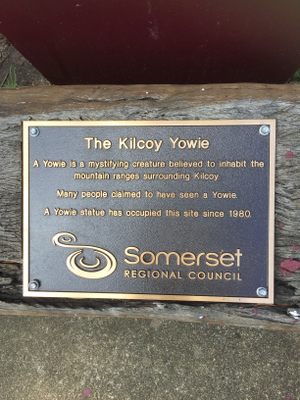 The Kilcoy Yowie
A Yowie is a mystifying creature believed to inhabit the
mountain ranges surrounding Kilcoy.
Many people claimed to have seen a Yowie.
A Yowie statue has occupied this site since 1980.
Somerset
REGIONAL COUNCIL